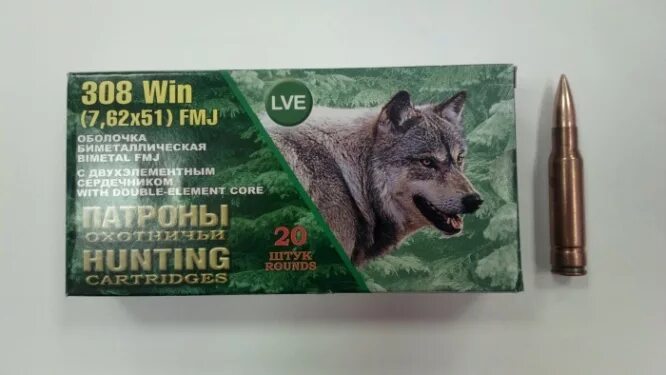 308 Win
(7,62x51) FMJ
ОБОЛОЧКА
БИМЕТАЛЛИЧЕСКАЯ
BIMETAL FMJ
С ДВУХЭЛЕМЕНТНЫМ
СЕРДЕЧНИКОМ
WITH DOUBLE-ELEMENT CORE
ПАТРОНЫ
ОХОТНИЧЬИ
HUNTING
CARTRIDGES
LVE
20
ШТУК
ROUNDS